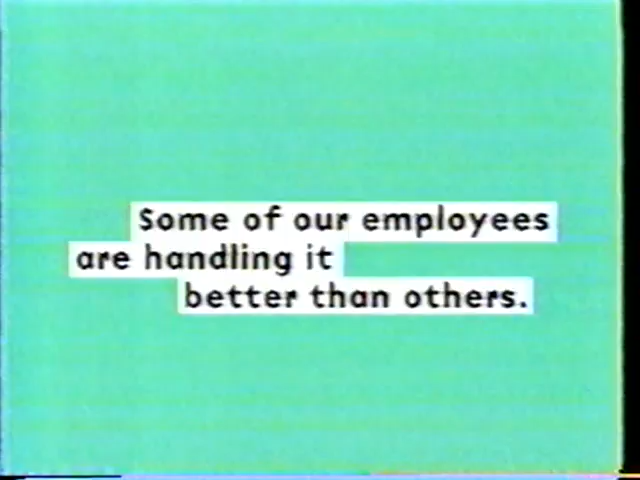 Some of our employees
are handling it
better than others.